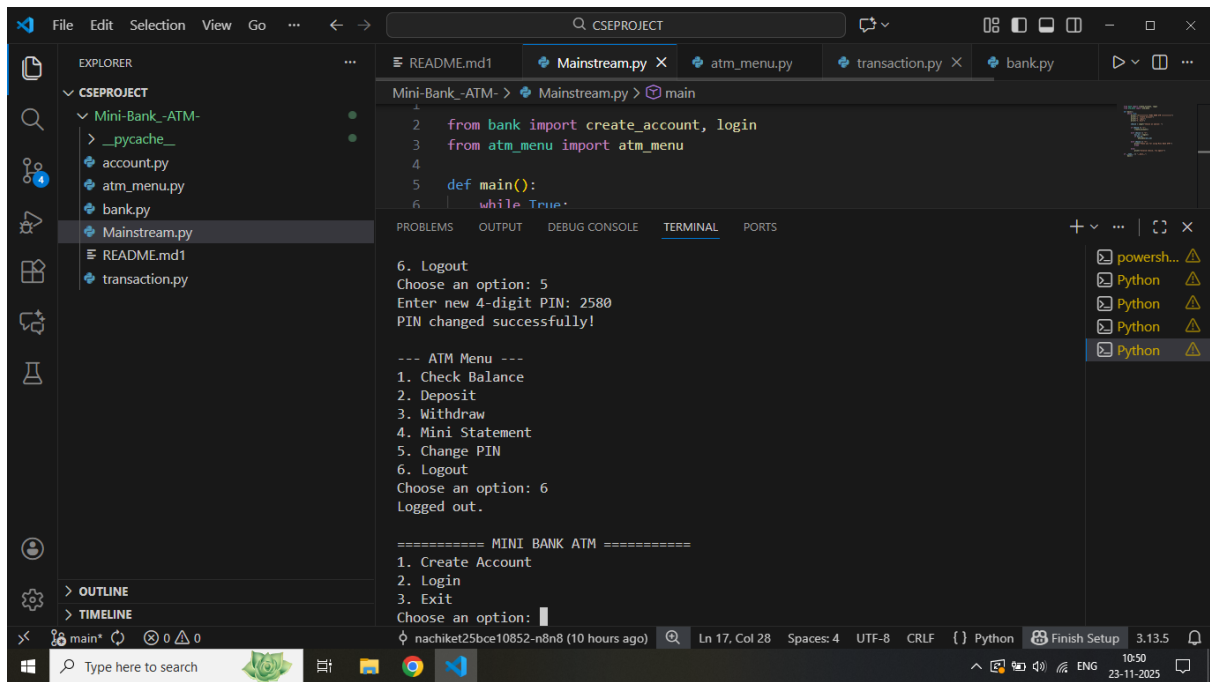 File Edit Selection View Go ··· CSEPROJECT
EXPLORER ···
CSEPROJECT
Mini-Bank_-ATM-
__pycache__
account.py
atm_menu.py
bank.py
Mainstream.py
README.md1
transaction.py
OUTLINE
TIMELINE
README.md1 Mainstream.py atm_menu.py transaction.py bank.py ···
Mini-Bank_-ATM- > Mainstream.py > main
1
2 from bank import create_account, login
3 from atm_menu import atm_menu
4
5 def main():
6 while True:
PROBLEMS OUTPUT DEBUG CONSOLE TERMINAL PORTS ···
6. Logout
Choose an option: 5
Enter new 4-digit PIN: 2580
PIN changed successfully!
--- ATM Menu ---
1. Check Balance
2. Deposit
3. Withdraw
4. Mini Statement
5. Change PIN
6. Logout
Choose an option: 6
Logged out.
=========== MINI BANK ATM ===========
1. Create Account
2. Login
3. Exit
Choose an option:
powersh...
Python
Python
Python
Python
4
main* 0 0 nachiket25bce10852-n8n8 (10 hours ago) Ln 17, Col 28 Spaces: 4 UTF-8 CRLF {} Python Finish Setup 3.13.5
Type here to search ENG 10:50
23-11-2025